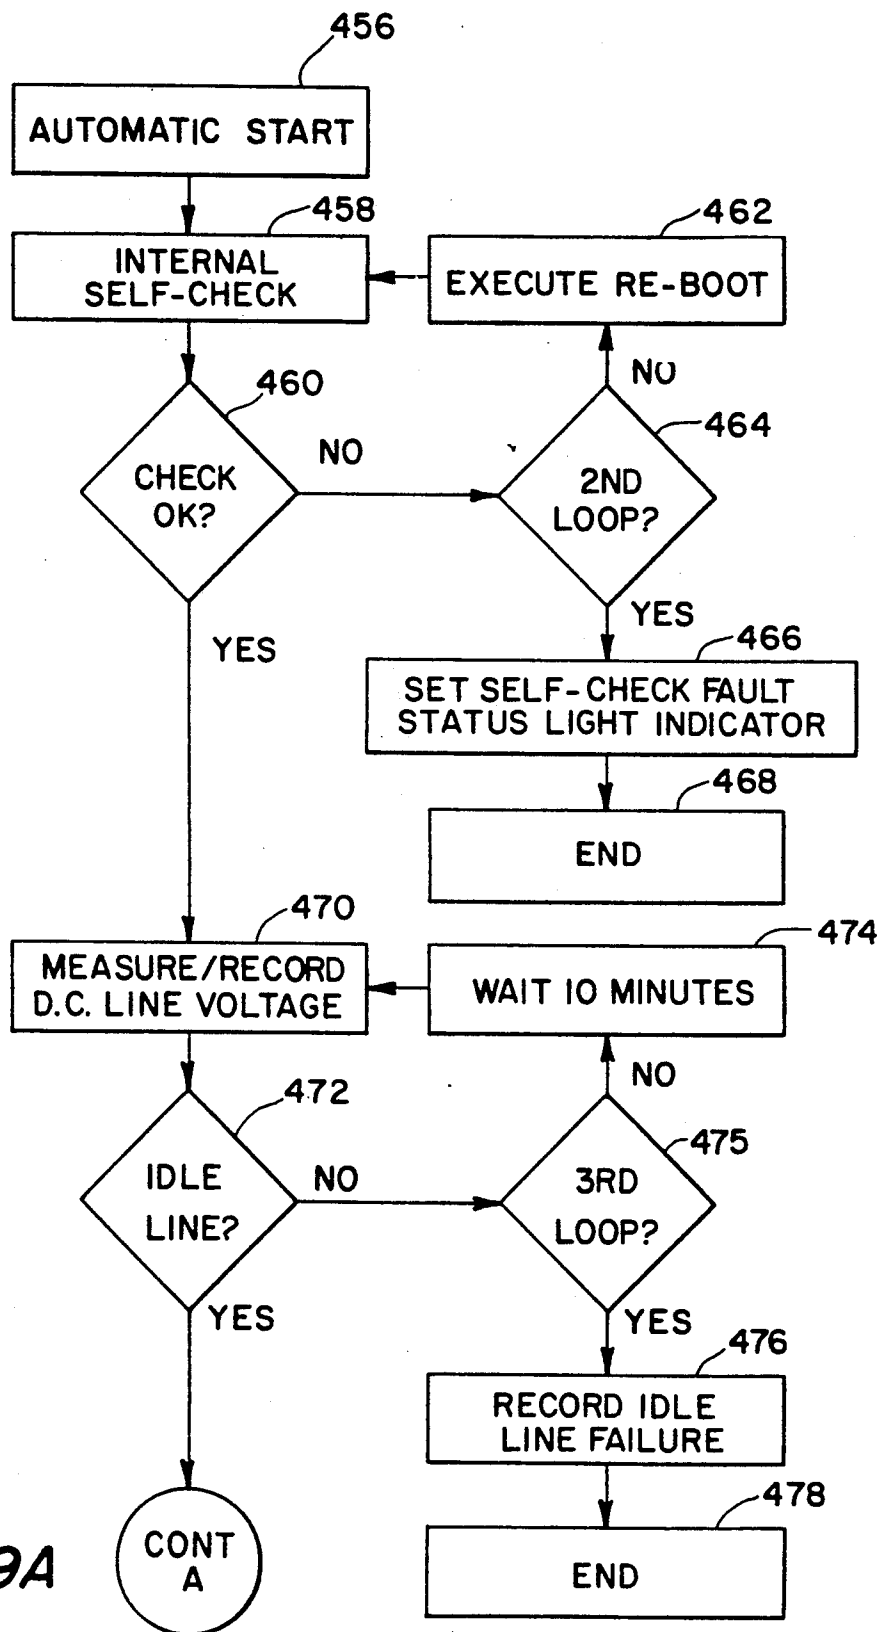 456
AUTOMATIC START
458
INTERNAL
SELF-CHECK
462
EXECUTE RE-BOOT
NO
460
CHECK
OK?
NO
464
2ND
LOOP?
YES
YES
466
SET SELF-CHECK FAULT
STATUS LIGHT INDICATOR
468
END
470
MEASURE/RECORD
D.C. LINE VOLTAGE
474
WAIT 10 MINUTES
NO
472
IDLE
LINE?
NO
475
3RD
LOOP?
YES
YES
476
RECORD IDLE
LINE FAILURE
478
END
CONT
A
9A